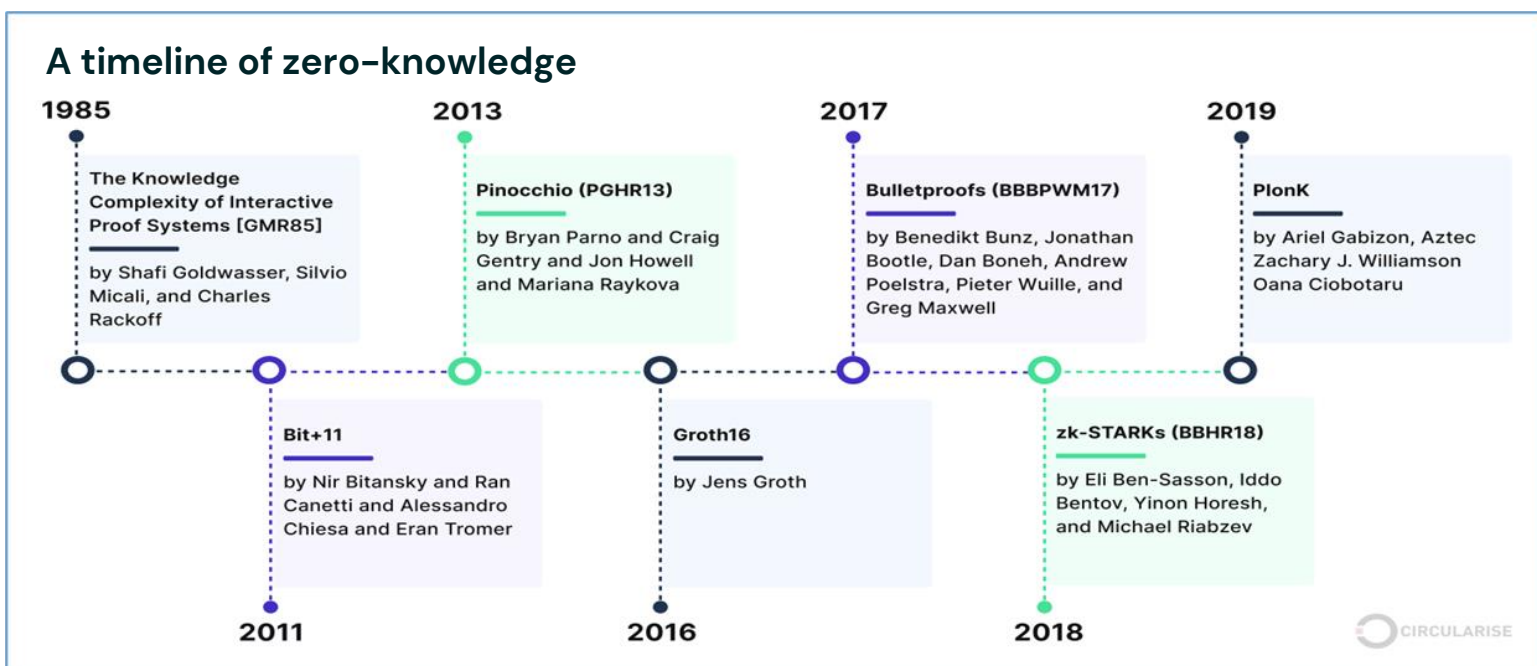 A timeline of zero-knowledge
1985
The Knowledge
Complexity of Interactive
Proof Systems [GMR85]
by Shafi Goldwasser, Silvio
Micali, and Charles
Rackoff
Bit+11
by Nir Bitansky and Ran
Canetti and Alessandro
Chiesa and Eran Tromer
2011
2013
Pinocchio (PGHR13)
by Bryan Parno and Craig
Gentry and Jon Howell
and Mariana Raykova
Groth16
by Jens Groth
2016
2017
Bulletproofs (BBBPWM17)
by Benedikt Bunz, Jonathan
Bootle, Dan Boneh, Andrew
Poelstra, Pieter Wuille, and
Greg Maxwell
zk-STARKs (BBHR18)
by Eli Ben-Sasson, Iddo
Bentov, Yinon Horesh,
and Michael Riabzev
2018
2019
PlonK
by Ariel Gabizon, Aztec
Zachary J. Williamson
Oana Ciobotaru
CIRCULARISE